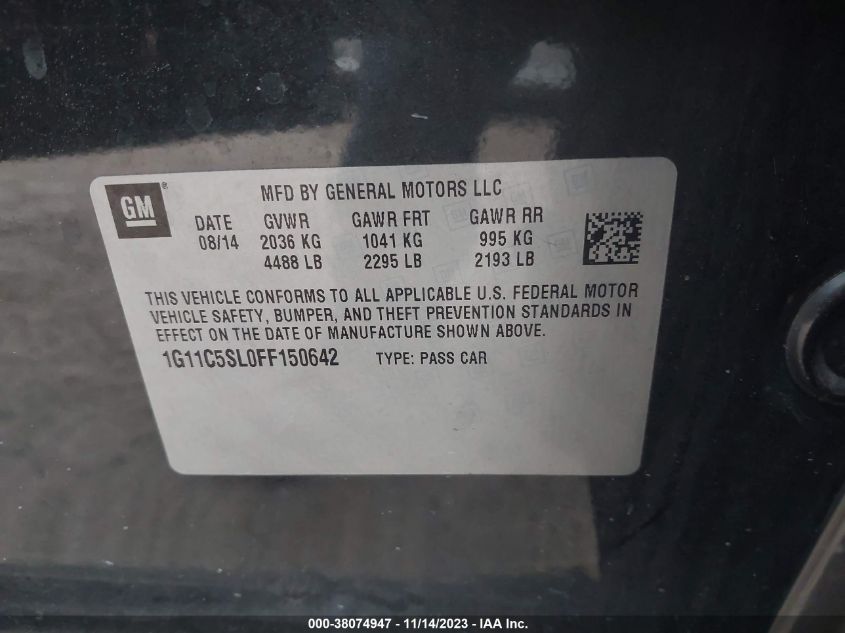 GM ®
MFD BY GENERAL MOTORS LLC
DATE GVWR GAWR FRT GAWR RR
08/14 2036 KG 1041 KG 995 KG
4488 LB 2295 LB 2193 LB
THIS VEHICLE CONFORMS TO ALL APPLICABLE U.S. FEDERAL MOTOR
VEHICLE SAFETY, BUMPER, AND THEFT PREVENTION STANDARDS IN
EFFECT ON THE DATE OF MANUFACTURE SHOWN ABOVE.
1G11C5SL0FF150642 TYPE: PASS CAR
000-38074947 - 11/14/2023 - IAA Inc.